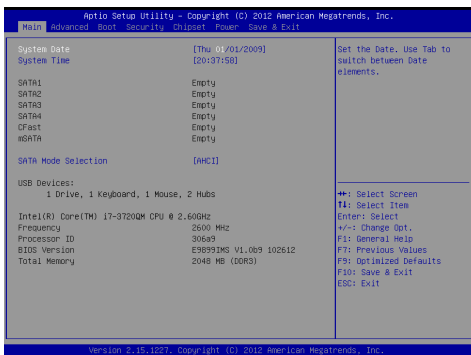 Aptio Setup Utility – Copyright (C) 2012 American Megatrends, Inc.
Main Advanced Boot Security Chipset Power Save & Exit
System Date [Thu 01/01/2009]
System Time [20:37:58]
SATA1 Empty
SATA2 Empty
SATA3 Empty
SATA4 Empty
CFast Empty
mSATA Empty
SATA Mode Selection [AHCI]
USB Devices:
1 Drive, 1 Keyboard, 1 Mouse, 2 Hubs
Intel(R) Core(TM) i7-3720QM CPU @ 2.60GHz
Frequency 2600 MHz
Processor ID 306a9
BIOS Version E9899IMS V1.0b9 102612
Total Memory 2048 MB (DDR3)
Set the Date. Use Tab to
switch between Date
elements.
→←: Select Screen
↑↓: Select Item
Enter: Select
+/-: Change Opt.
F1: General Help
F7: Previous Values
F9: Optimized Defaults
F10: Save & Exit
ESC: Exit
Version 2.15.1227. Copyright (C) 2012 American Megatrends, Inc.